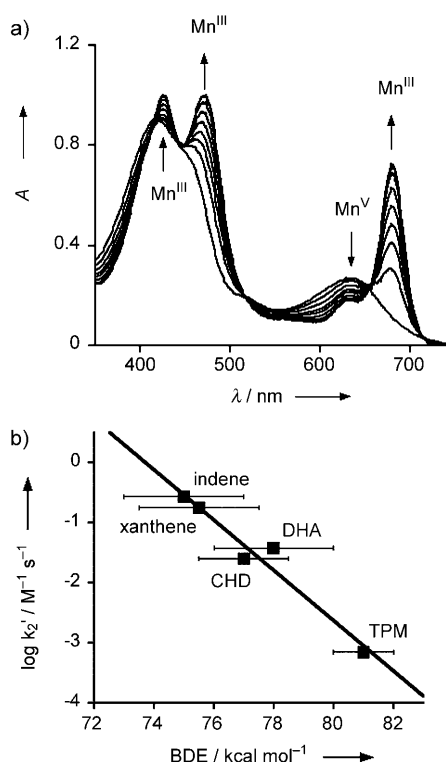 a)
Mn^III
1.2
Mn^III
0.8
A
Mn^III
Mn^V
0.4
0
400 500 600 700
λ / nm
b)
0
indene
-1
xanthene
DHA
log k₂' / M⁻¹ s⁻¹
-2
CHD
TPM
-3
-4
72 74 76 78 80 82
BDE / kcal mol⁻¹